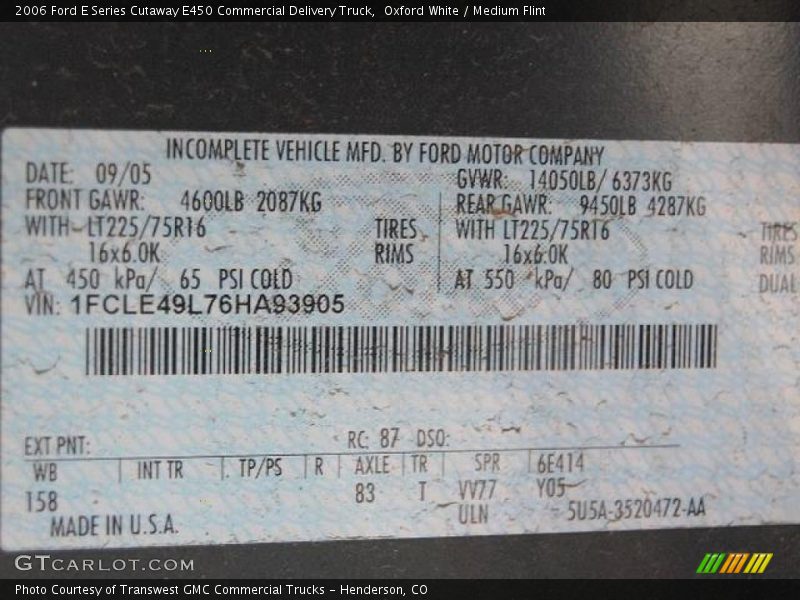 2006 Ford E Series Cutaway E450 Commercial Delivery Truck,  Oxford White / Medium Flint
INCOMPLETE VEHICLE MFD. BY FORD MOTOR COMPANY
DATE: 09/05 GVWR: 14050LB/ 6373KG
FRONT GAWR: 4600LB 2087KG REAR GAWR: 9450LB 4287KG
WITH LT225/75R16 TIRES WITH LT225/75R16 TIRES
16x6.0K RIMS 16x6.0K RIMS
AT 450 kPa/ 65 PSI COLD AT 550 kPa/ 80 PSI COLD DUAL
VIN: 1FCLE49L76HA93905
EXT PNT: RC: 87 DSO:
WB INT TR TP/PS R AXLE TR SPR 6E414
158 83 T VV77 Y05
MADE IN U.S.A. ULN 5U5A-3520472-AA
GTCARLOT.COM
Photo Courtesy of Transwest GMC Commercial Trucks – Henderson, CO